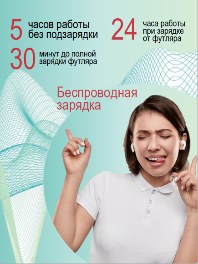 5 часов работы
без подзарядки
24 часа работы
при зарядке
от футляра
30 минут до полной
зарядки футляра
Беспроводная
зарядка